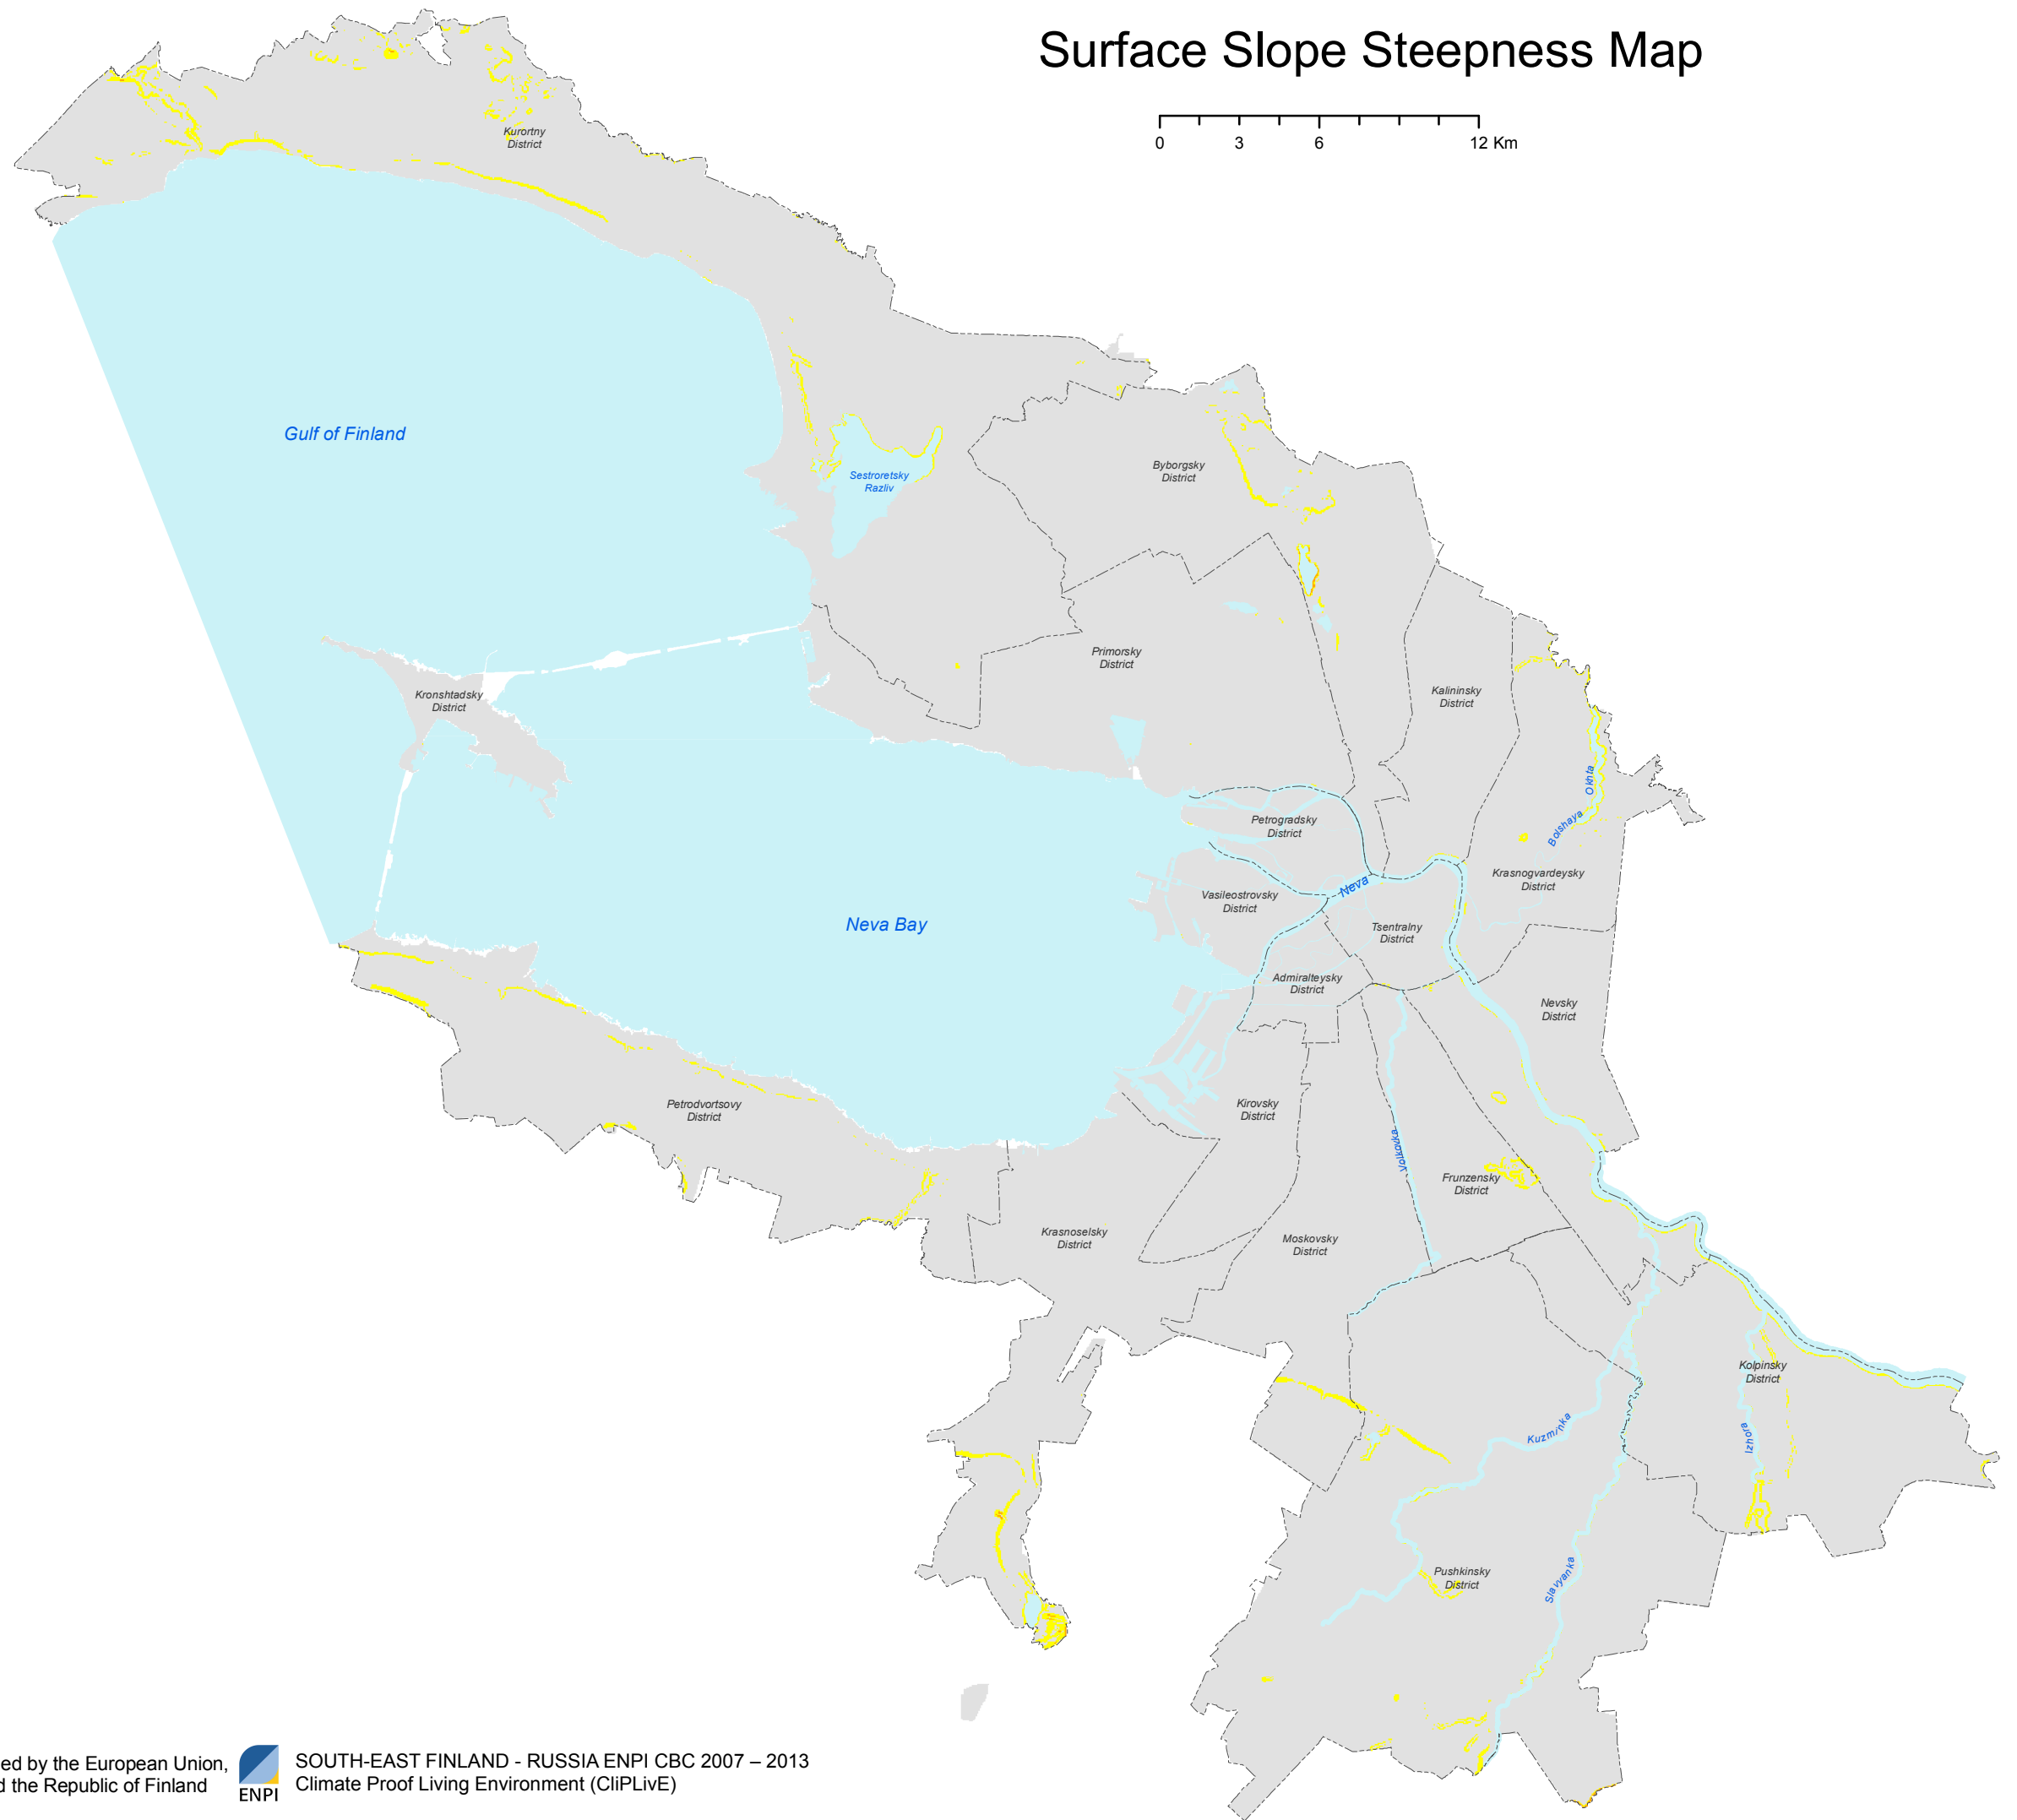 Surface Slope Steepness Map
0 3 6 12 Km
Kurortny
District
Gulf of Finland
Sestroretsky
Razliv
Byborgsky
District
Primorsky
District
Kronshtadsky
District
Kalininsky
District
Okhta
Bolshaya
Petrogradsky
District
Krasnogvardeysky
District
Neva
Vasileostrovsky
District
Neva Bay
Tsentralny
District
Admiralteysky
District
Nevsky
District
Petrodvortsovy
District
Kirovsky
District
Volkovka
Frunzensky
District
Krasnoselsky
District
Moskovsky
District
Kolpinsky
District
Kuzminka
Izhora
Pushkinsky
District
Slavyanka
ed by the European Union,
d the Republic of Finland
ENPI
SOUTH-EAST FINLAND - RUSSIA ENPI CBC 2007 – 2013
Climate Proof Living Environment (CliPLivE)